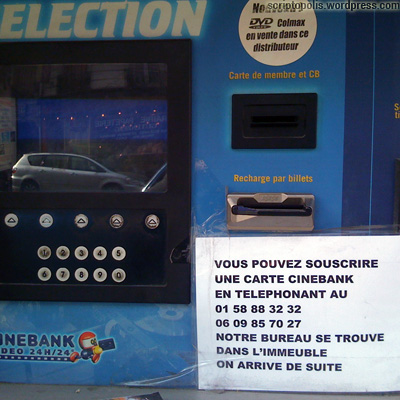 scriptopolis.wordpress.com
ELECTION
DVD Colmax
en vente dans ce
distributeur
Carte de membre et CB
Recharge par billets
1 2 3 4 5
6 7 8 9 0
VOUS POUVEZ SOUSCRIRE
UNE CARTE CINEBANK
EN TELEPHONANT AU
01 58 88 32 32
06 09 85 70 27
NOTRE BUREAU SE TROUVE
DANS L'IMMEUBLE
ON ARRIVE DE SUITE
CINEBANK
DEO 24H/24